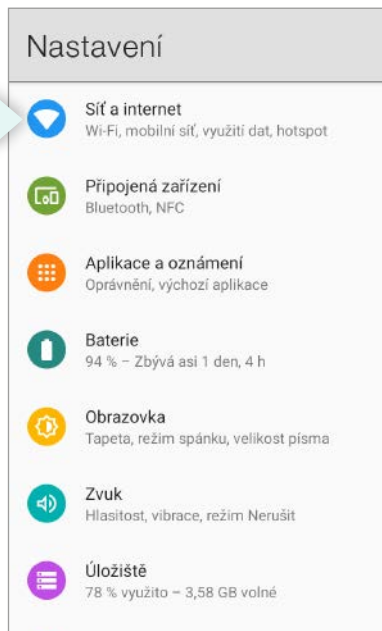 Nastavení
Síť a internet
Wi-Fi, mobilní síť, využití dat, hotspot
Připojená zařízení
Bluetooth, NFC
Aplikace a oznámení
Oprávnění, výchozí aplikace
Baterie
94 % – Zbývá asi 1 den, 4 h
Obrazovka
Tapeta, režim spánku, velikost písma
Zvuk
Hlasitost, vibrace, režim Nerušit
Úložiště
78 % využito – 3,58 GB volné